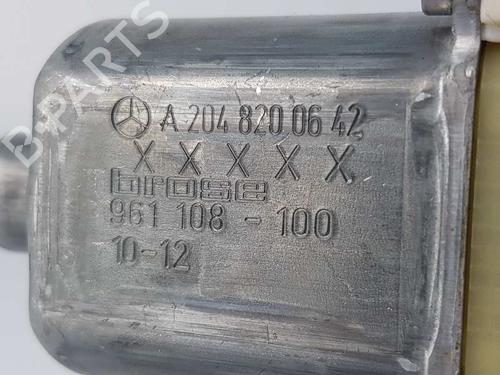 A 204 820 06 42
X X X X X
brose
961 108 - 100
10-12
B-PARTS